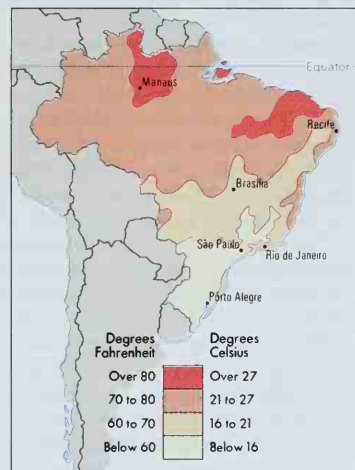 Equator
Manaus
Recife
Brasília
São Paulo
Rio de Janeiro
Pôrto Alegre
Degrees Fahrenheit Degrees Celsius
Over 80 Over 27
70 to 80 21 to 27
60 to 70 16 to 21
Below 60 Below 16